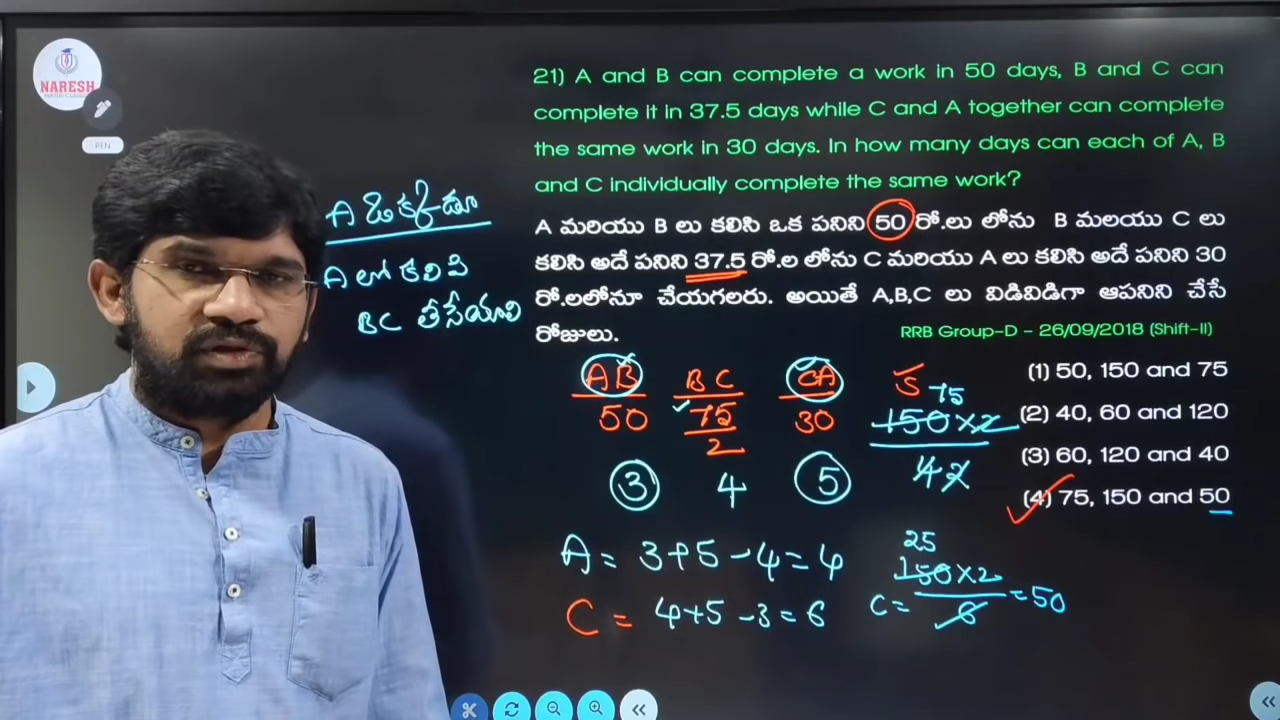 NARESH
MATHS CLASSES
PEN
21) A and B can complete a work in 50 days, B and C can
complete it in 37.5 days while C and A together can complete
the same work in 30 days. In how many days can each of A, B
and C individually complete the same work?
A మరియు B లు కలిసి ఒక పనిని 50 రో.లు లోను B మలయు C లు
కలిసి అదే పనిని 37.5 రో.ల లోను C మరియు A లు కలిసి అదే పనిని 30
రో.లలోనూ చేయగలరు. అయితే A,B,C లు విడివిడిగా ఆపనిని చేసే
రోజులు.
RRB Group-D - 26/09/2018 (Shift-II)
A ఒక్కడూ
A లో కలిపి
BC తీసేయాలి
AB BC CA
50 75/2 30
3 4 5
5 75
150×2
4 2
(1) 50, 150 and 75
(2) 40, 60 and 120
(3) 60, 120 and 40
(4) 75, 150 and 50
A = 3+5-4=4
C = 4+5-3=6
25
C= 150×2/6 =50